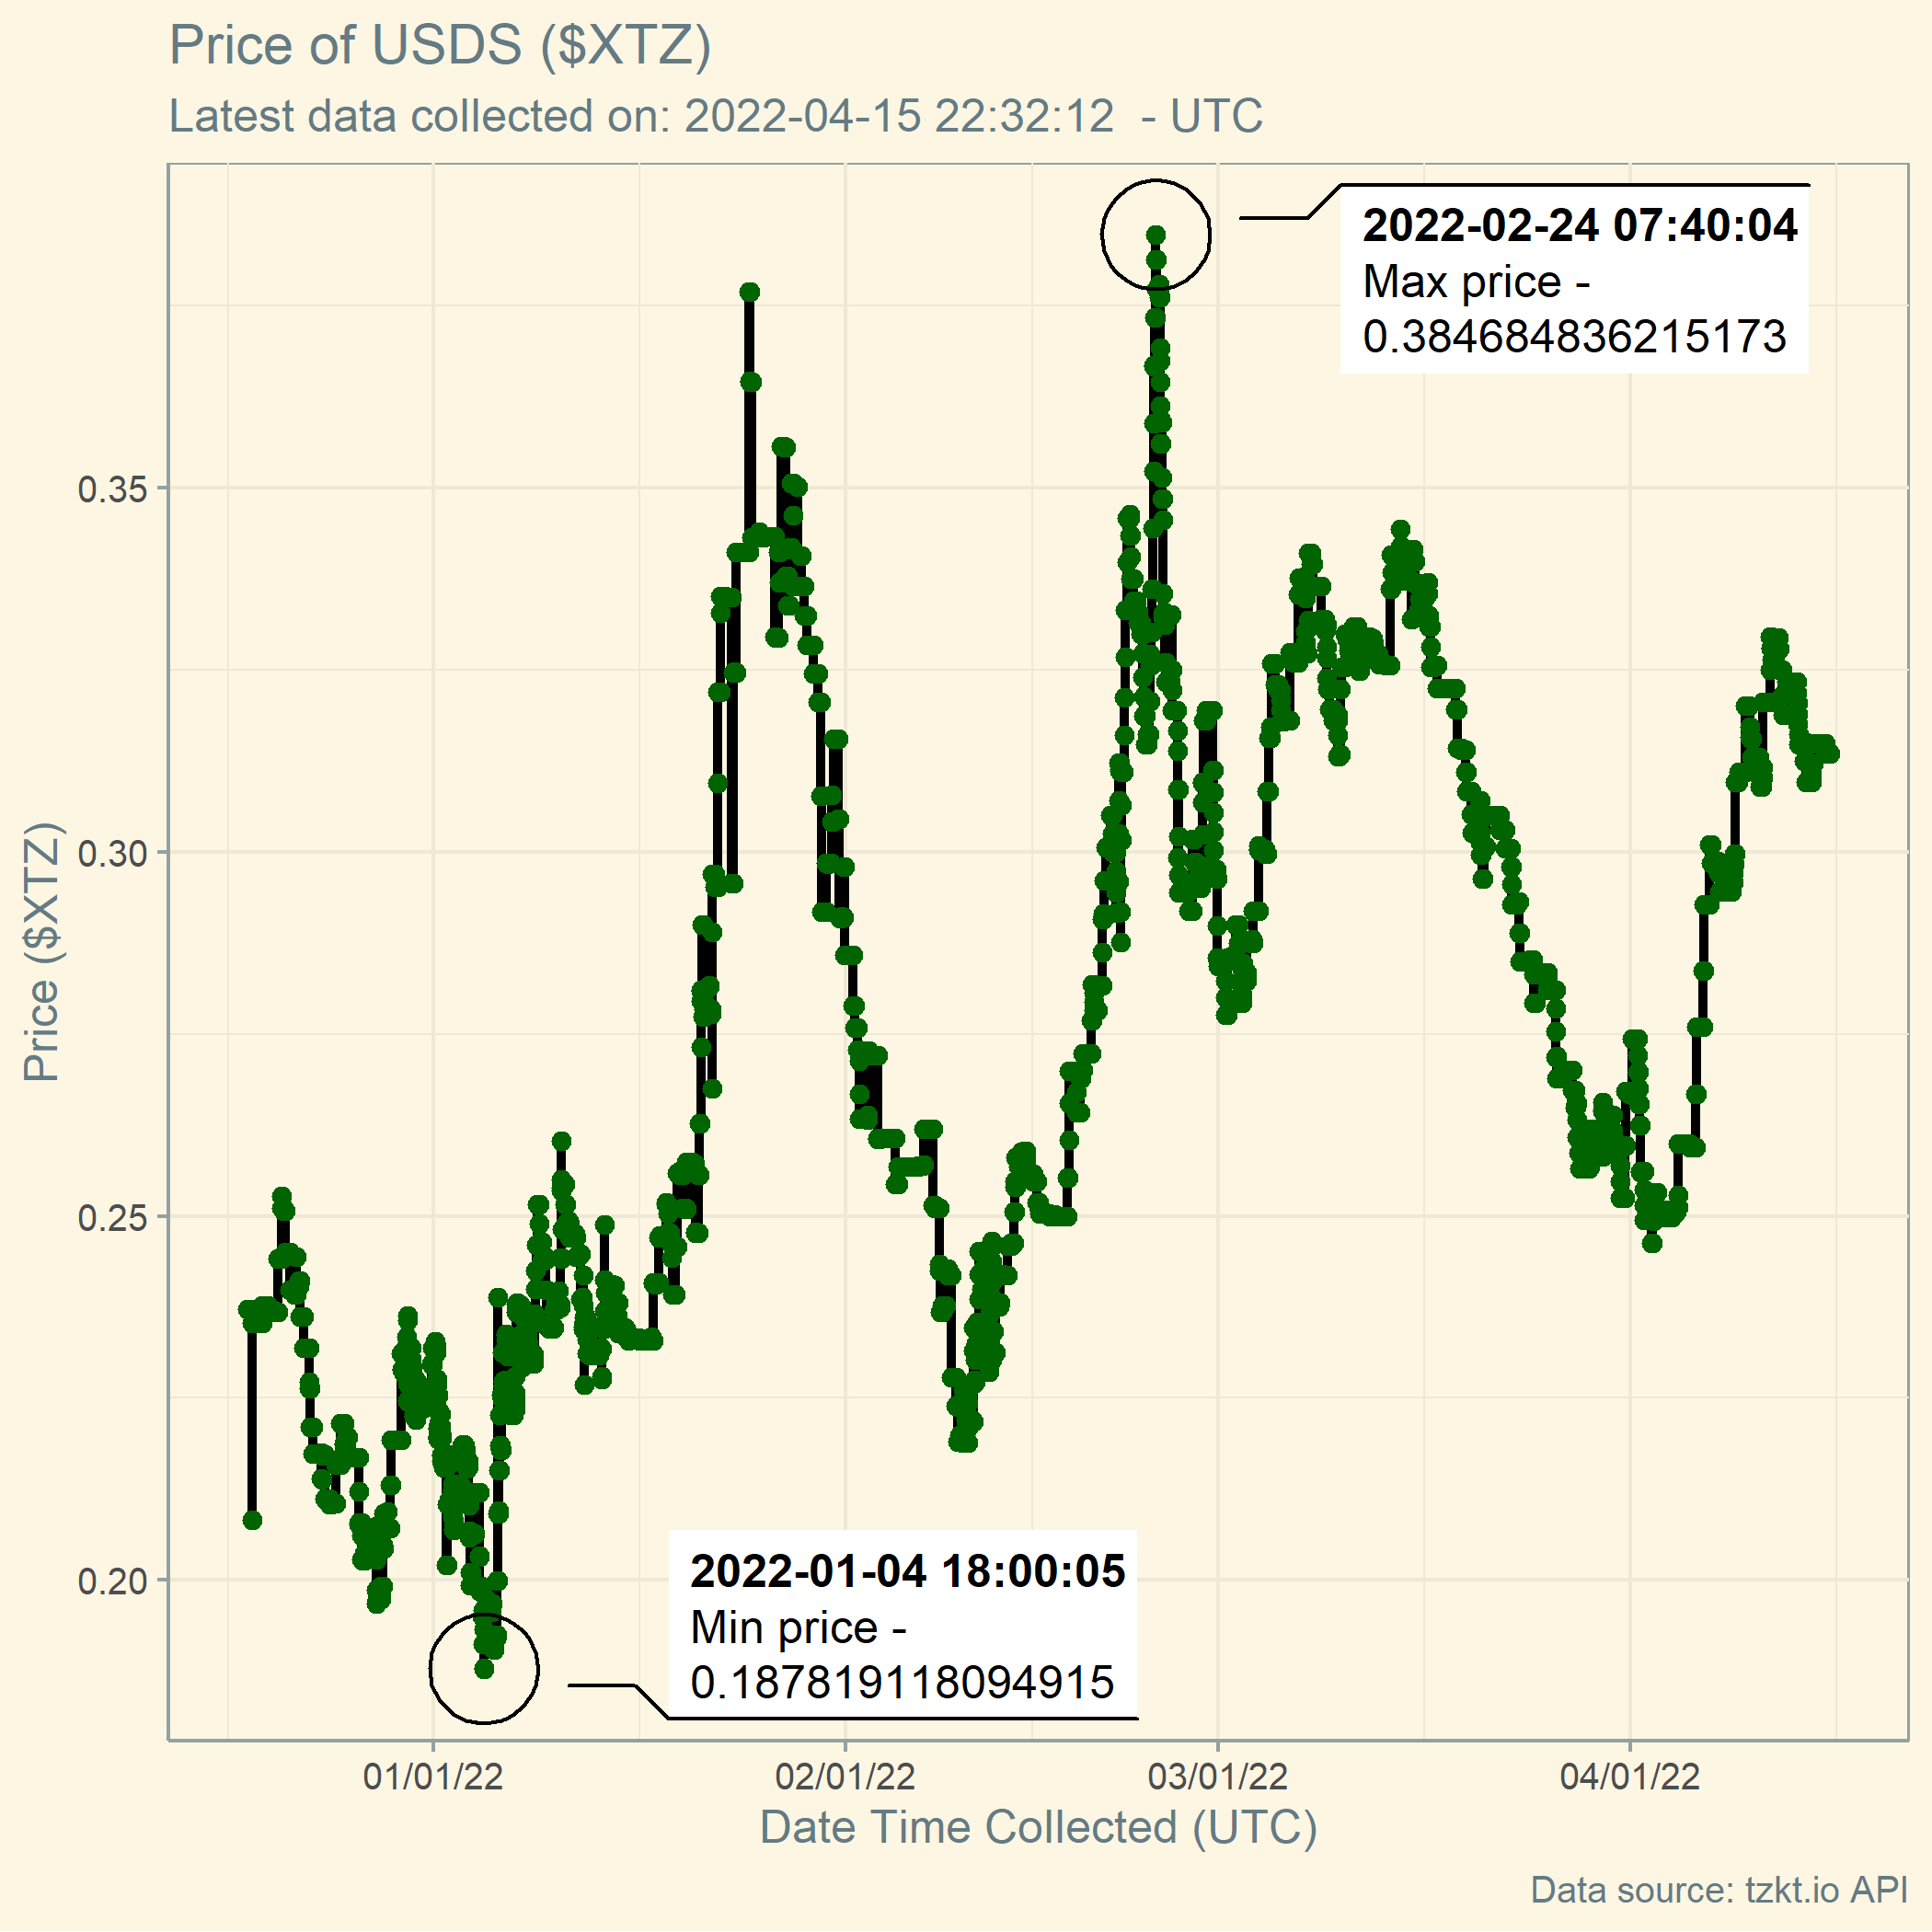 Price of USDS ($XTZ)
Latest data collected on: 2022-04-15 22:32:12  - UTC
2022-02-24 07:40:04
Max price -
0.384684836215173
0.35
0.30
Price ($XTZ)
0.25
0.20
2022-01-04 18:00:05
Min price -
0.187819118094915
01/01/22
02/01/22
03/01/22
04/01/22
Date Time Collected (UTC)
Data source: tzkt.io API